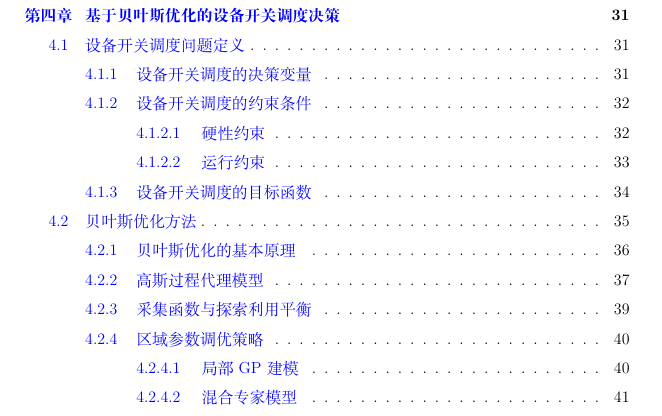 第四章 基于贝叶斯优化的设备开关调度决策 31
4.1 设备开关调度问题定义 . . . . . . . . . . . . . . . . . . . . . . . . . . . 31
4.1.1 设备开关调度的决策变量 . . . . . . . . . . . . . . . . . . . . . . . 31
4.1.2 设备开关调度的约束条件 . . . . . . . . . . . . . . . . . . . . . . . 32
4.1.2.1 硬性约束 . . . . . . . . . . . . . . . . . . . . . . . . . . 32
4.1.2.2 运行约束 . . . . . . . . . . . . . . . . . . . . . . . . . . 33
4.1.3 设备开关调度的目标函数 . . . . . . . . . . . . . . . . . . . . . . . 34
4.2 贝叶斯优化方法 . . . . . . . . . . . . . . . . . . . . . . . . . . . . . . . 35
4.2.1 贝叶斯优化的基本原理 . . . . . . . . . . . . . . . . . . . . . . . . 36
4.2.2 高斯过程代理模型 . . . . . . . . . . . . . . . . . . . . . . . . . . 37
4.2.3 采集函数与探索利用平衡 . . . . . . . . . . . . . . . . . . . . . . . 39
4.2.4 区域参数调优策略 . . . . . . . . . . . . . . . . . . . . . . . . . . 40
4.2.4.1 局部 GP 建模 . . . . . . . . . . . . . . . . . . . . . . . . 40
4.2.4.2 混合专家模型 . . . . . . . . . . . . . . . . . . . . . . . . 41